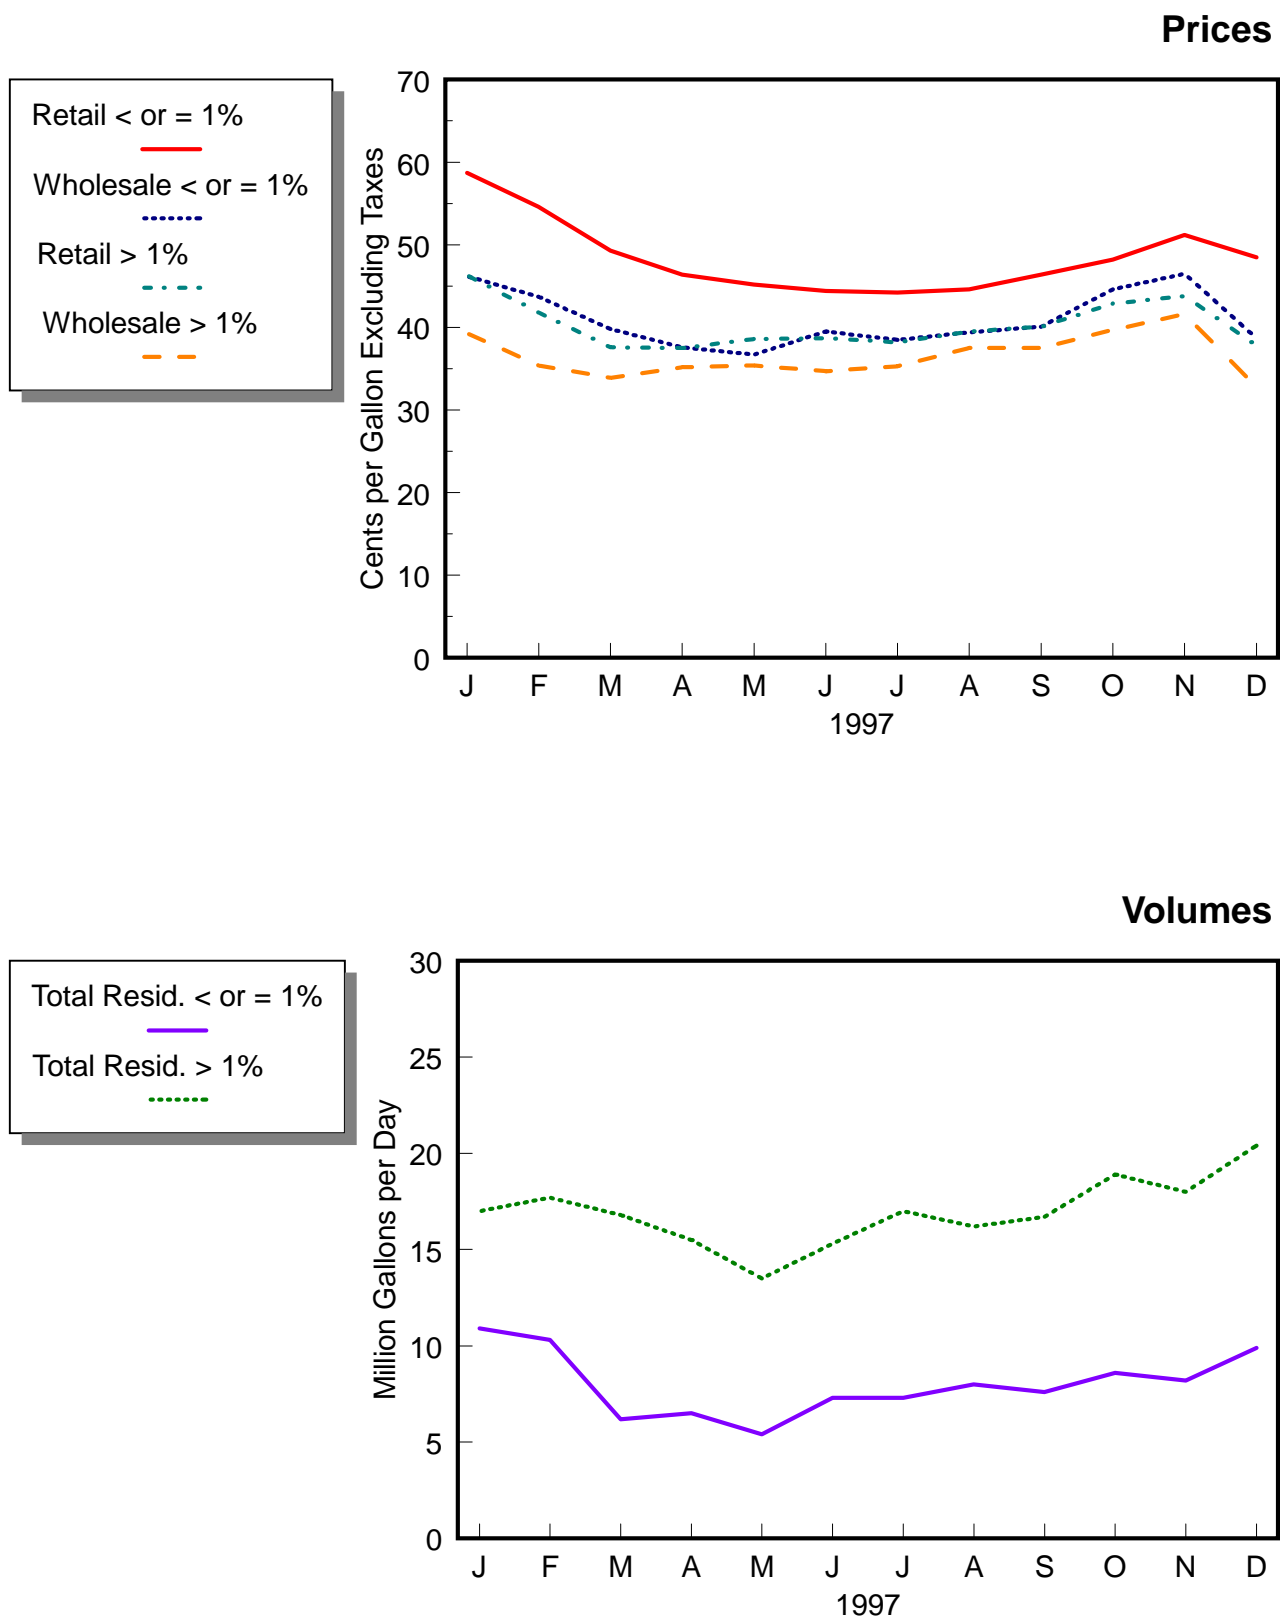 Prices
Retail < or = 1%
Wholesale < or = 1%
Retail > 1%
Wholesale > 1%
Cents per Gallon Excluding Taxes
70
60
50
40
30
20
10
0
J F M A M J J A S O N D
1997
Volumes
Total Resid. < or = 1%
Total Resid. > 1%
Million Gallons per Day
30
25
20
15
10
5
0
J F M A M J J A S O N D
1997